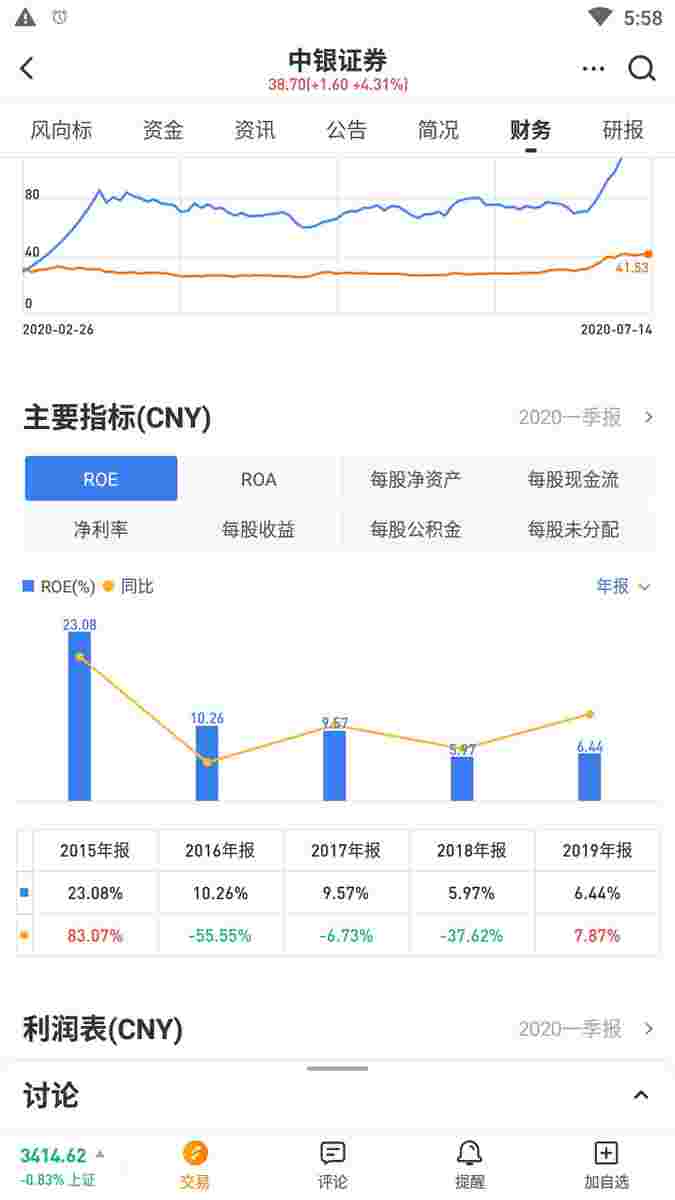 5:58
中银证券
38.70(+1.60 +4.31%)
风向标 资金 资讯 公告 简况 财务 研报
80
40
41.53
0
2020-02-26 2020-07-14
主要指标(CNY) 2020一季报
ROE ROA 每股净资产 每股现金流
净利率 每股收益 每股公积金 每股未分配
ROE(%) 同比 年报
23.08
10.26
9.57
5.97
6.44
2015年报 2016年报 2017年报 2018年报 2019年报
23.08% 10.26% 9.57% 5.97% 6.44%
83.07% -55.55% -6.73% -37.62% 7.87%
利润表(CNY) 2020一季报
讨论
3414.62
-0.83% 上证
交易 评论 提醒 加自选